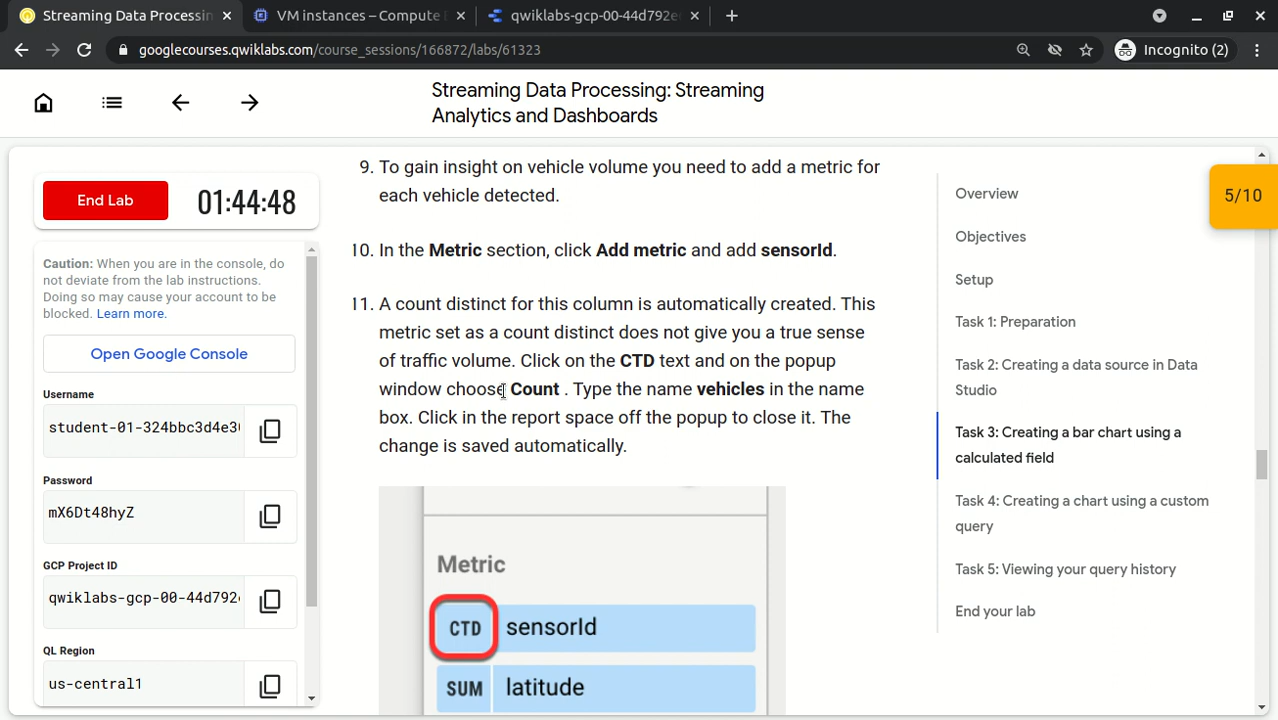 Streaming Data Processin
VM instances – Compute
qwiklabs-gcp-00-44d792e
googlecourses.qwiklabs.com/course_sessions/166872/labs/61323
Incognito (2)
Streaming Data Processing: Streaming
Analytics and Dashboards
End Lab
01:44:48
Caution: When you are in the console, do
not deviate from the lab instructions.
Doing so may cause your account to be
blocked. Learn more.
Open Google Console
Username
student-01-324bbc3d4e3
Password
mX6Dt48hyZ
GCP Project ID
qwiklabs-gcp-00-44d792
QL Region
us-central1
9. To gain insight on vehicle volume you need to add a metric for
each vehicle detected.
10. In the Metric section, click Add metric and add sensorId.
11. A count distinct for this column is automatically created. This
metric set as a count distinct does not give you a true sense
of traffic volume. Click on the CTD text and on the popup
window choose Count . Type the name vehicles in the name
box. Click in the report space off the popup to close it. The
change is saved automatically.
Metric
CTD sensorId
SUM latitude
Overview
Objectives
Setup
Task 1: Preparation
Task 2: Creating a data source in Data
Studio
Task 3: Creating a bar chart using a
calculated field
Task 4: Creating a chart using a custom
query
Task 5: Viewing your query history
End your lab
5/10